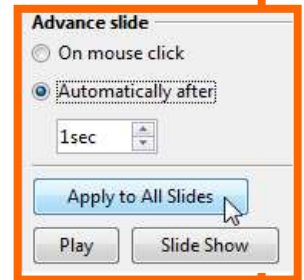 Advance slide
On mouse click
Automatically after
1sec
Apply to All Slides
Play Slide Show